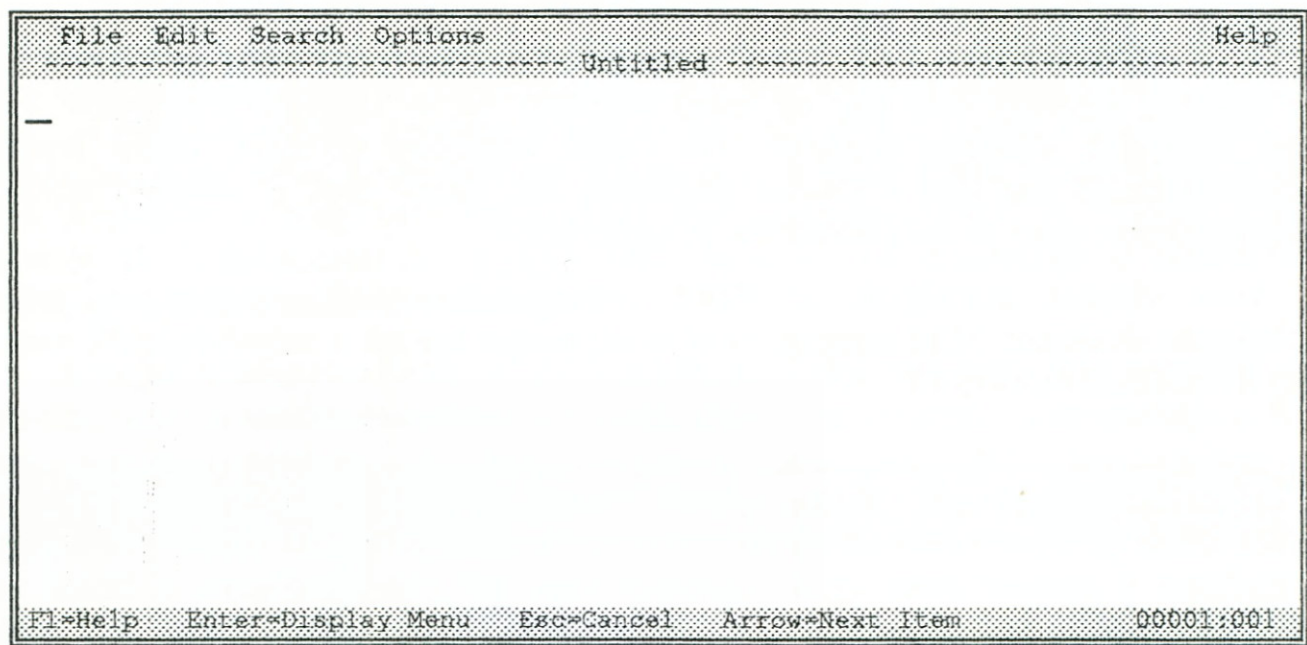 File Edit Search Options Help
Untitled
F1=Help Enter=Display Menu Esc=Cancel Arrow=Next Item 00001:001